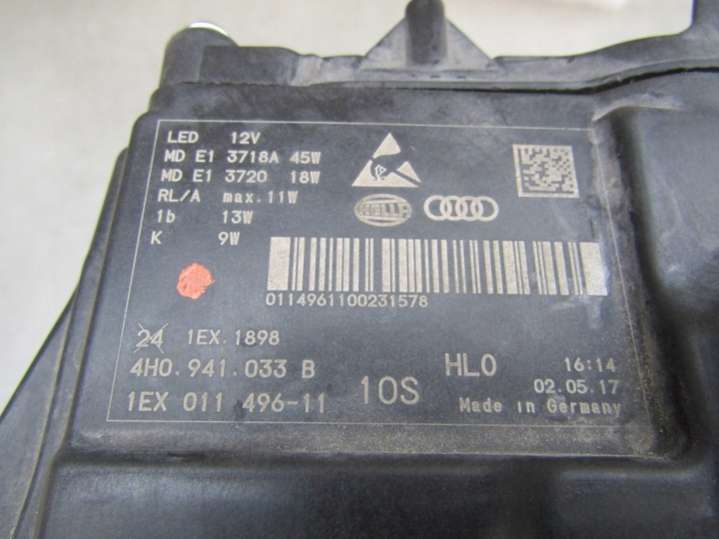 LED 12V
MD E1 3718A 45W
MD E1 3720 18W
RL/A max.11W
1b 13W
K 9W
HELLA
0114961100231578
24 1EX.1898
4H0.941.033 B
1EX 011 496-11
10S
HL0
16:14
02.05.17
Made in Germany